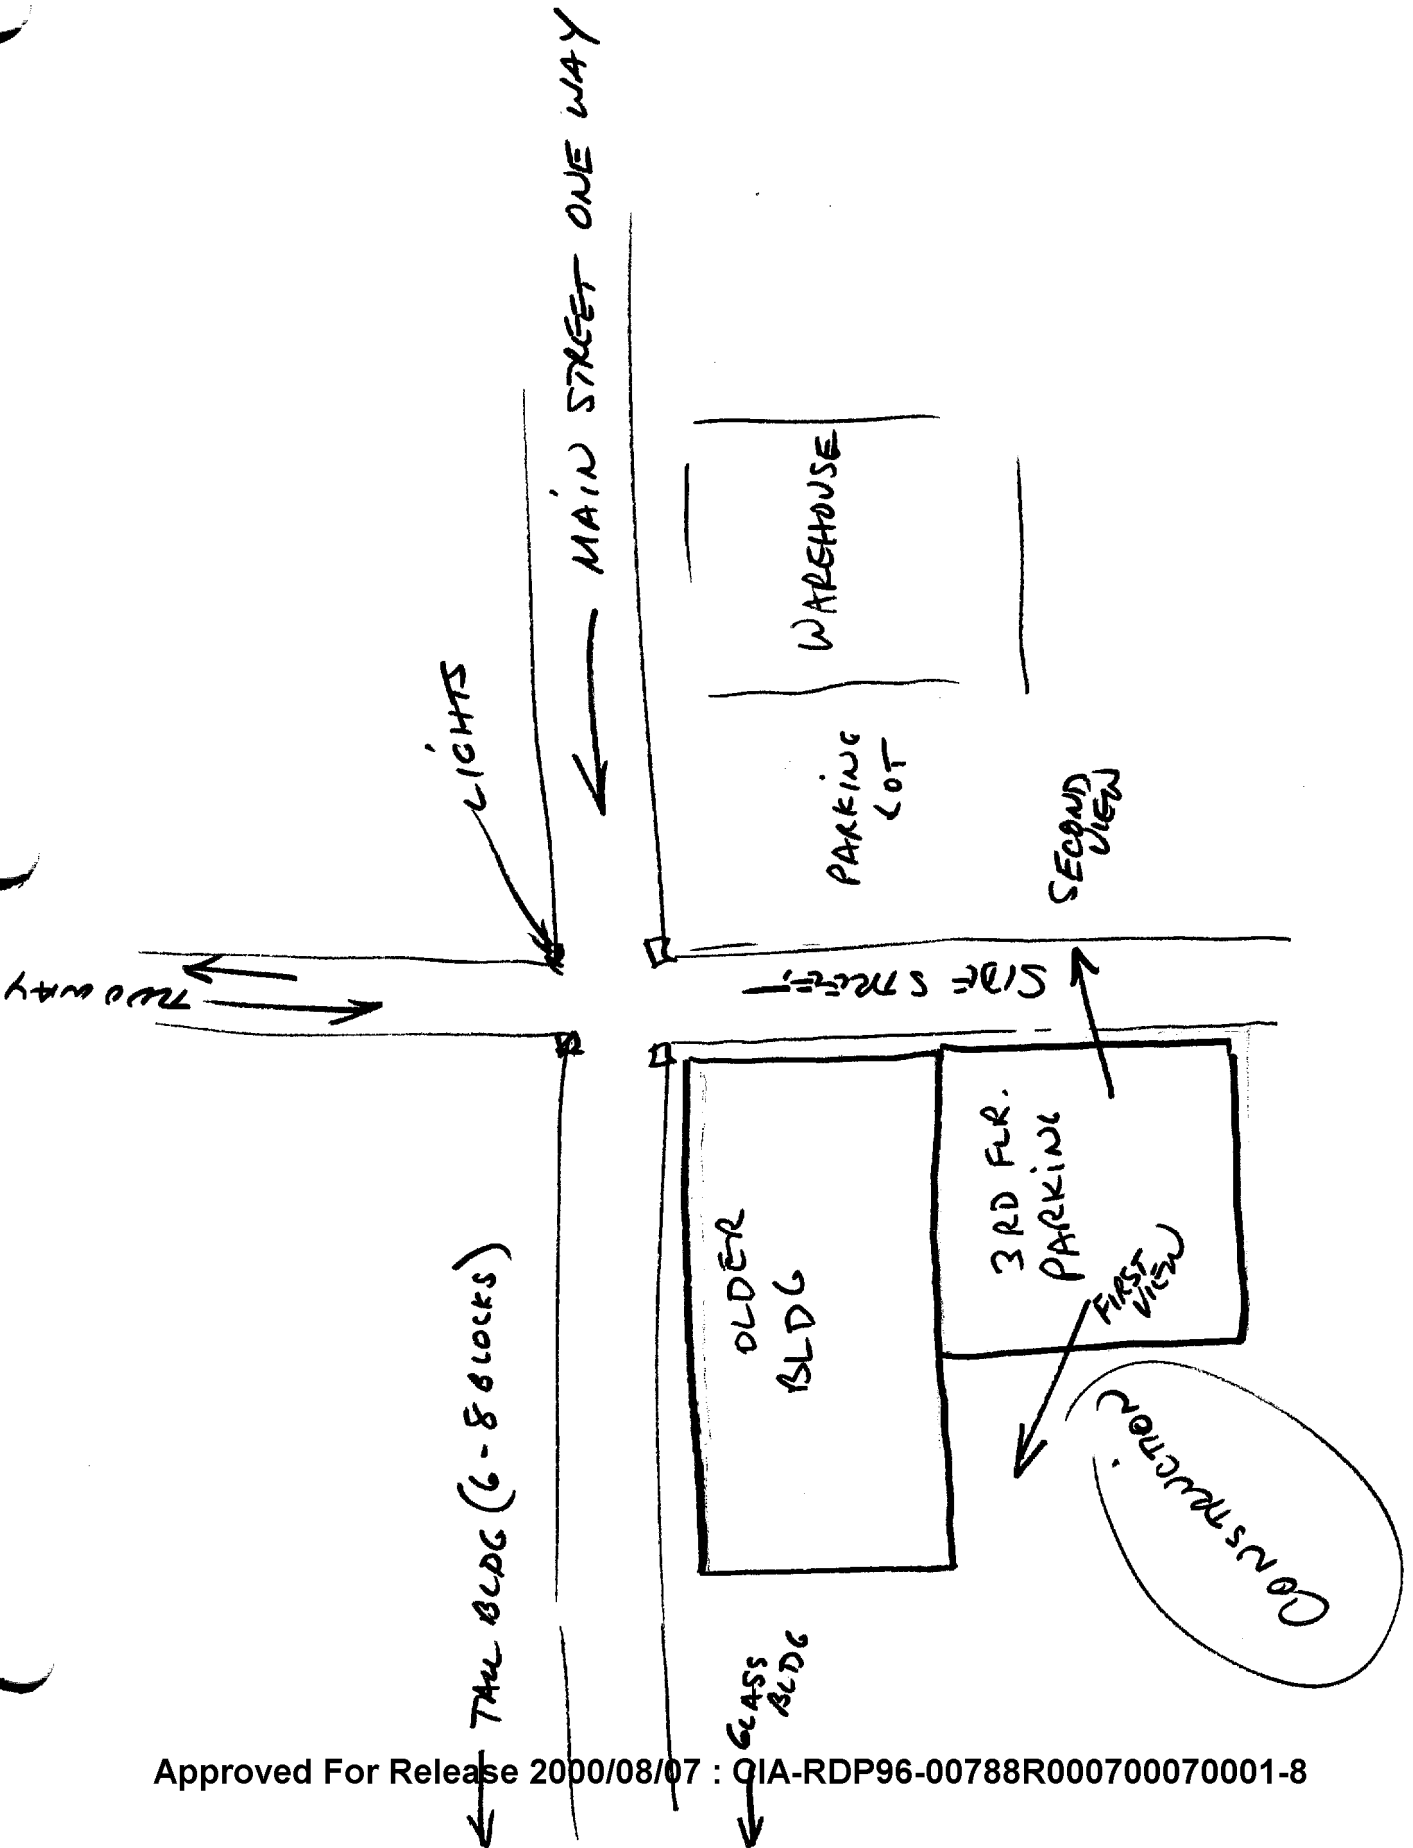 MAIN STREET ONE WAY
LIGHTS
WAREHOUSE
PARKING
LOT
SECOND
VIEW
TWO WAY
SIDE STREET
3RD FLR.
PARKING
FIRST
VIEW
OLDER
BLDG
TALL BLDG (6-8 BLOCKS)
CONSTRUCTION
GLASS
BLDG
Approved For Release 2000/08/07 : CIA-RDP96-00788R000700070001-8